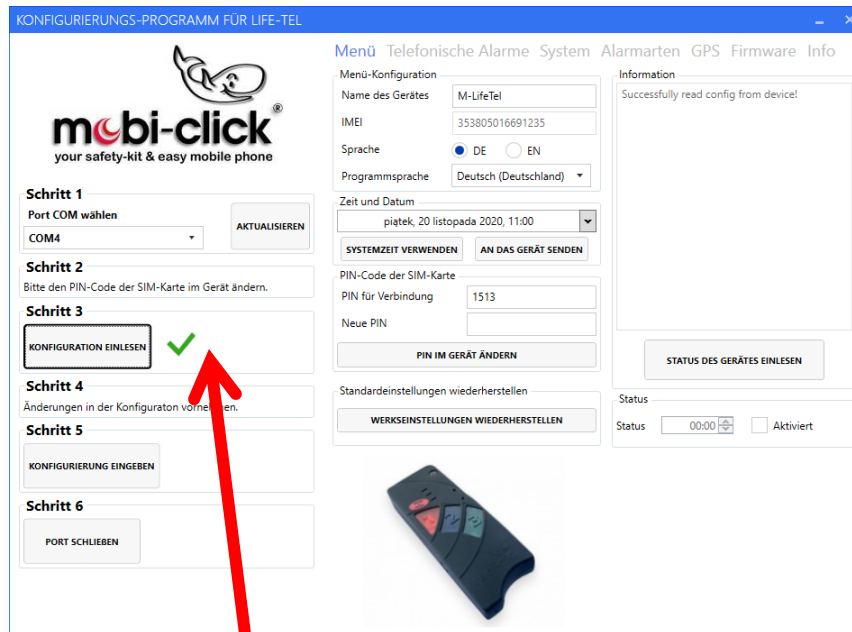 KONFIGURIERUNGS-PROGRAMM FÜR LIFE-TEL
mobi-click®
your safety-kit & easy mobile phone
Schritt 1
Port COM wählen
COM4
AKTUALISIEREN
Schritt 2
Bitte den PIN-Code der SIM-Karte im Gerät ändern.
Schritt 3
KONFIGURATION EINLESEN
Schritt 4
Änderungen in der Konfiguraton vornehmen.
Schritt 5
KONFIGURIERUNG EINGEBEN
Schritt 6
PORT SCHLIEßEN
Menü Telefonische Alarme System Alarmarten GPS Firmware Info
Menü-Konfiguration
Name des Gerätes M-LifeTel
IMEI 353805016691235
Sprache DE EN
Programmsprache Deutsch (Deutschland)
Zeit und Datum
piątek, 20 listopada 2020, 11:00
SYSTEMZEIT VERWENDEN AN DAS GERÄT SENDEN
PIN-Code der SIM-Karte
PIN für Verbindung 1513
Neue PIN
PIN IM GERÄT ÄNDERN
Standardeinstellungen wiederherstellen
WERKSEINSTELLUNGEN WIEDERHERSTELLEN
Information
Successfully read config from device!
STATUS DES GERÄTES EINLESEN
Status
Status 00:00 Aktiviert